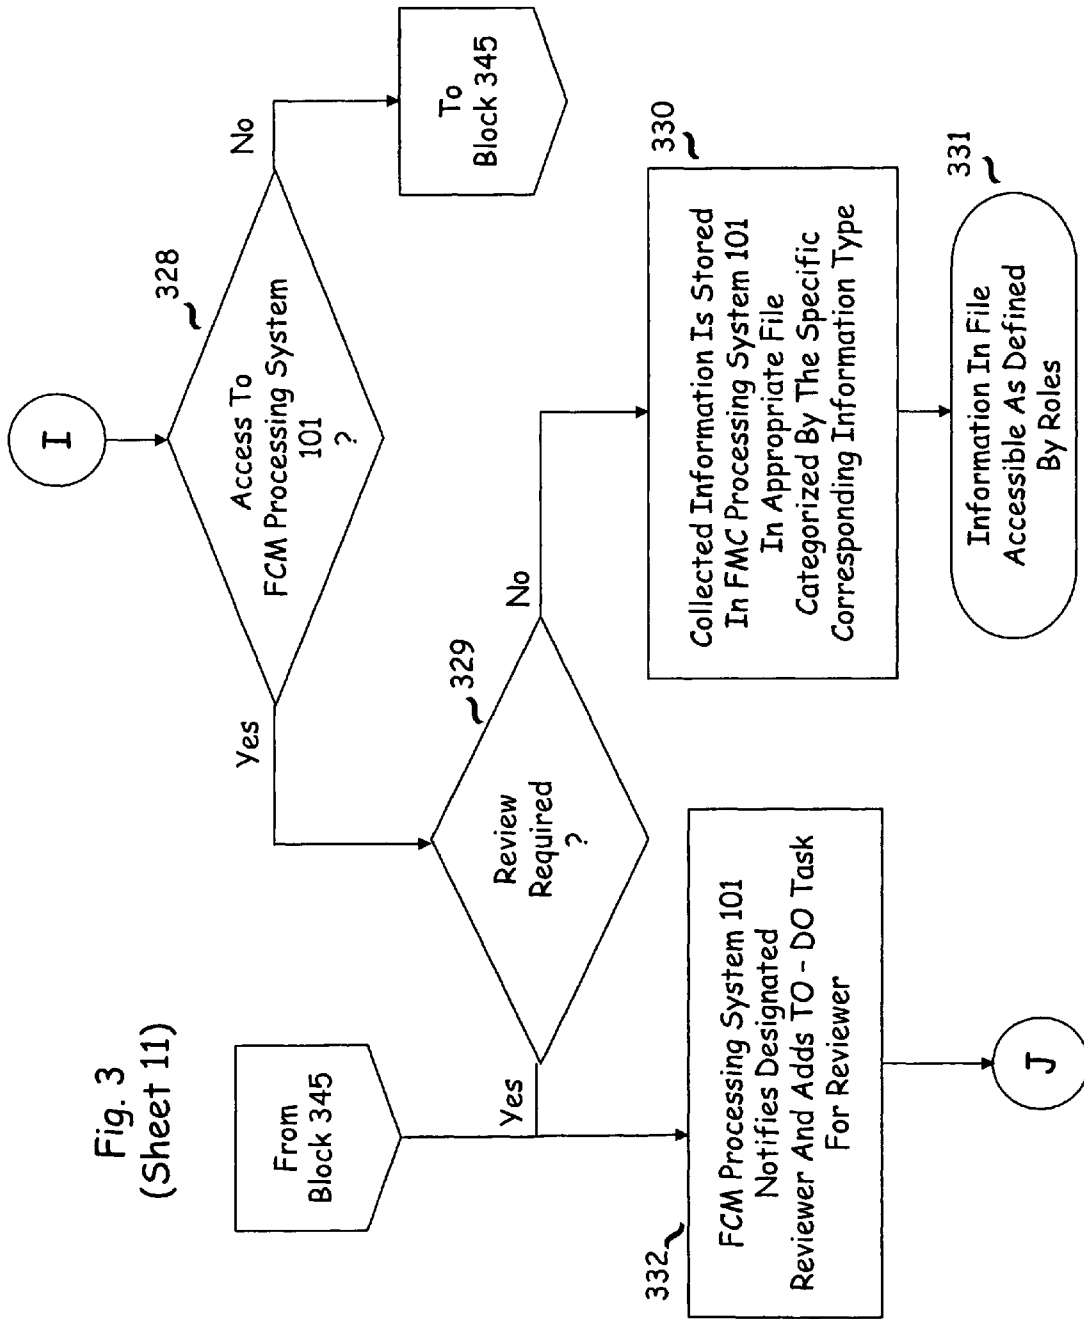 Fig. 3
(Sheet 11)
I
Access To
FCM Processing System
101
?
328
Yes
No
To
Block 345
From
Block 345
Review
Required
?
329
Yes
No
330
Collected Information Is Stored
In FMC Processing System 101
In Appropriate File
Categorized By The Specific
Corresponding Information Type
331
Information In File
Accessible As Defined
By Roles
332
FCM Processing System 101
Notifies Designated
Reviewer And Adds TO - DO Task
For Reviewer
J